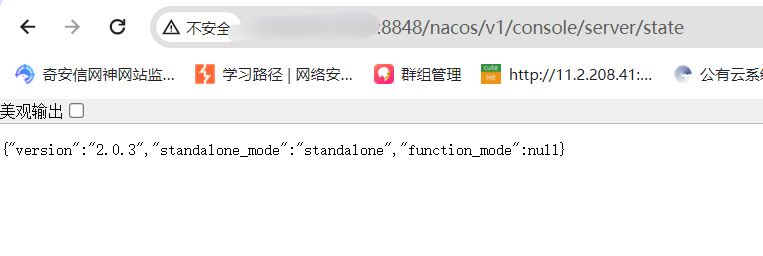 不安全 :8848/nacos/v1/console/server/state
奇安信网神网站监... 学习路径 | 网络安... 群组管理 cute ME http://11.2.208.41:... 公有云系统
美观输出
{"version":"2.0.3","standalone_mode":"standalone","function_mode":null}